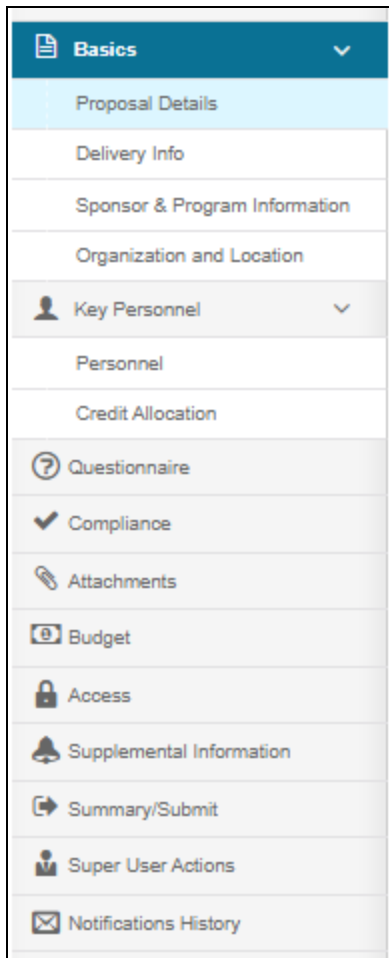 Basics
Proposal Details
Delivery Info
Sponsor & Program Information
Organization and Location
Key Personnel
Personnel
Credit Allocation
Questionnaire
Compliance
Attachments
Budget
Access
Supplemental Information
Summary/Submit
Super User Actions
Notifications History